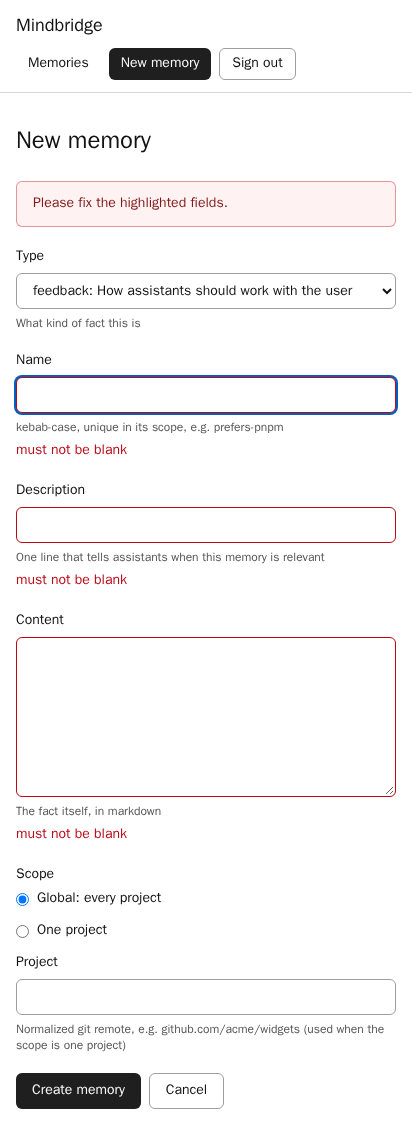 Mindbridge
Memories New memory Sign out
New memory
Please fix the highlighted fields.
Type
feedback: How assistants should work with the user
What kind of fact this is
Name
kebab-case, unique in its scope, e.g. prefers-pnpm
must not be blank
Description
One line that tells assistants when this memory is relevant
must not be blank
Content
The fact itself, in markdown
must not be blank
Scope
Global: every project
One project
Project
Normalized git remote, e.g. github.com/acme/widgets (used when the
scope is one project)
Create memory Cancel